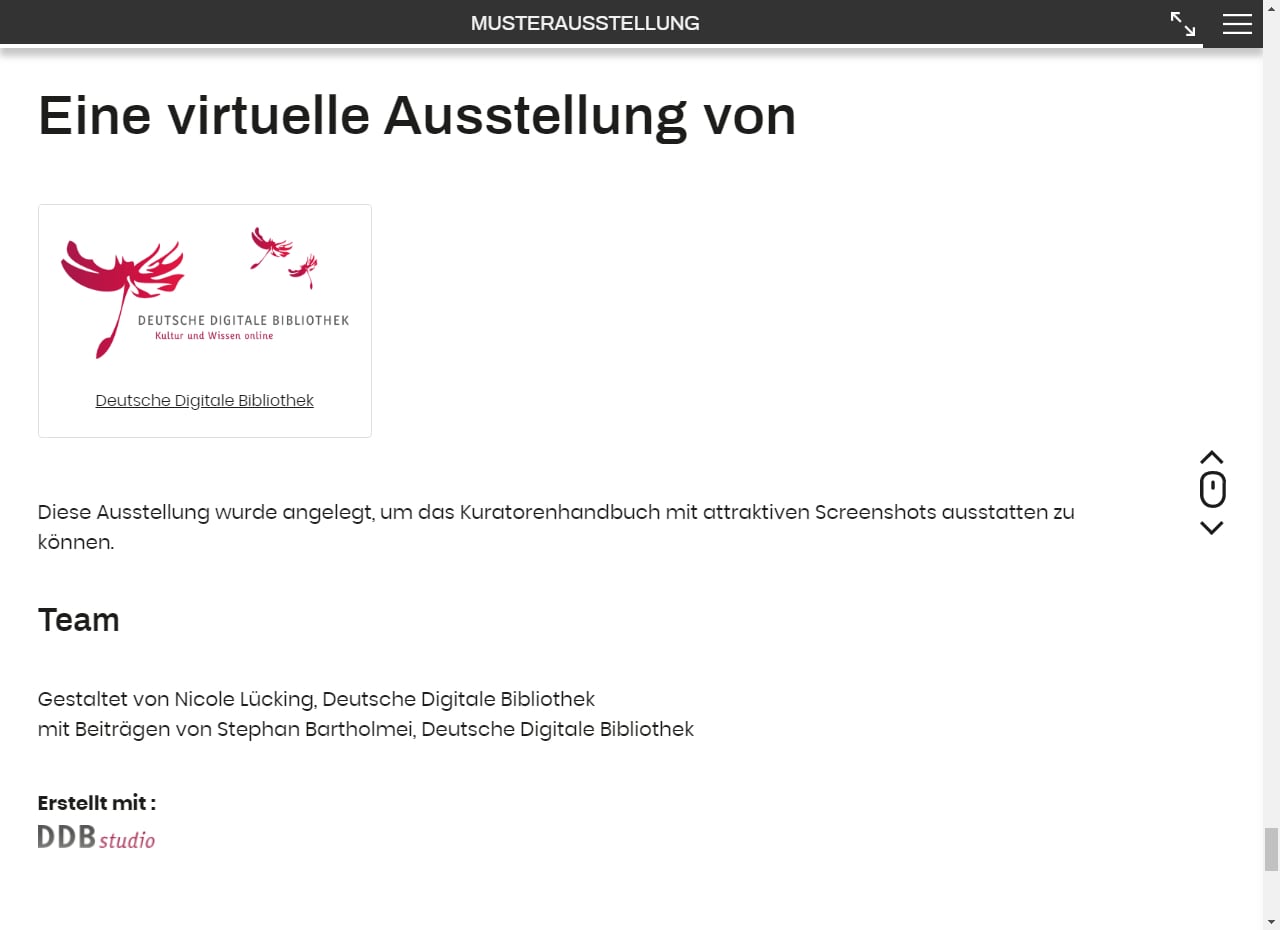 MUSTERAUSSTELLUNG
Eine virtuelle Ausstellung von
DEUTSCHE DIGITALE BIBLIOTHEK
Kultur und Wissen online
Deutsche Digitale Bibliothek
Diese Ausstellung wurde angelegt, um das Kuratorenhandbuch mit attraktiven Screenshots ausstatten zu
können.
Team
Gestaltet von Nicole Lücking, Deutsche Digitale Bibliothek
mit Beiträgen von Stephan Bartholmei, Deutsche Digitale Bibliothek
Erstellt mit :
DDBstudio